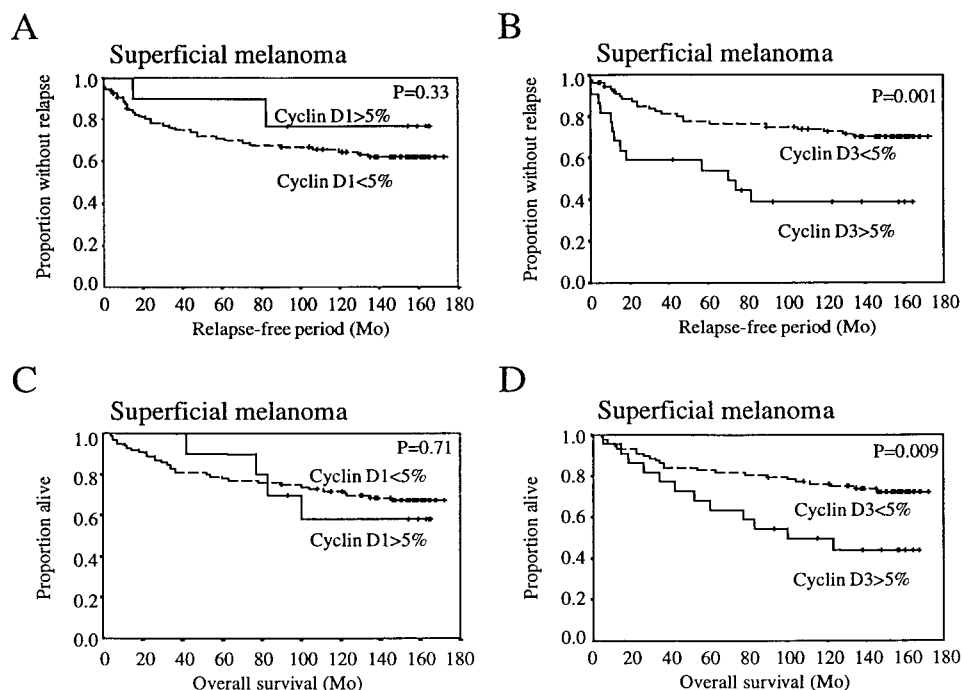 A
Superficial melanoma
Proportion without relapse
1.0
0.8
0.6
0.4
0.2
0.0
P=0.33
Cyclin D1>5%
Cyclin D1<5%
0 20 40 60 80 100 120 140 160 180
Relapse-free period (Mo)
B
Superficial melanoma
Proportion without relapse
1.0
0.8
0.6
0.4
0.2
0.0
P=0.001
Cyclin D3<5%
Cyclin D3>5%
0 20 40 60 80 100 120 140 160 180
Relapse-free period (Mo)
C
Superficial melanoma
Proportion alive
1.0
0.8
0.6
0.4
0.2
0.0
P=0.71
Cyclin D1<5%
Cyclin D1>5%
0 20 40 60 80 100 120 140 160 180
Overall survival (Mo)
D
Superficial melanoma
Proportion alive
1.0
0.8
0.6
0.4
0.2
0.0
P=0.009
Cyclin D3<5%
Cyclin D3>5%
0 20 40 60 80 100 120 140 160 180
Overall survival (Mo)